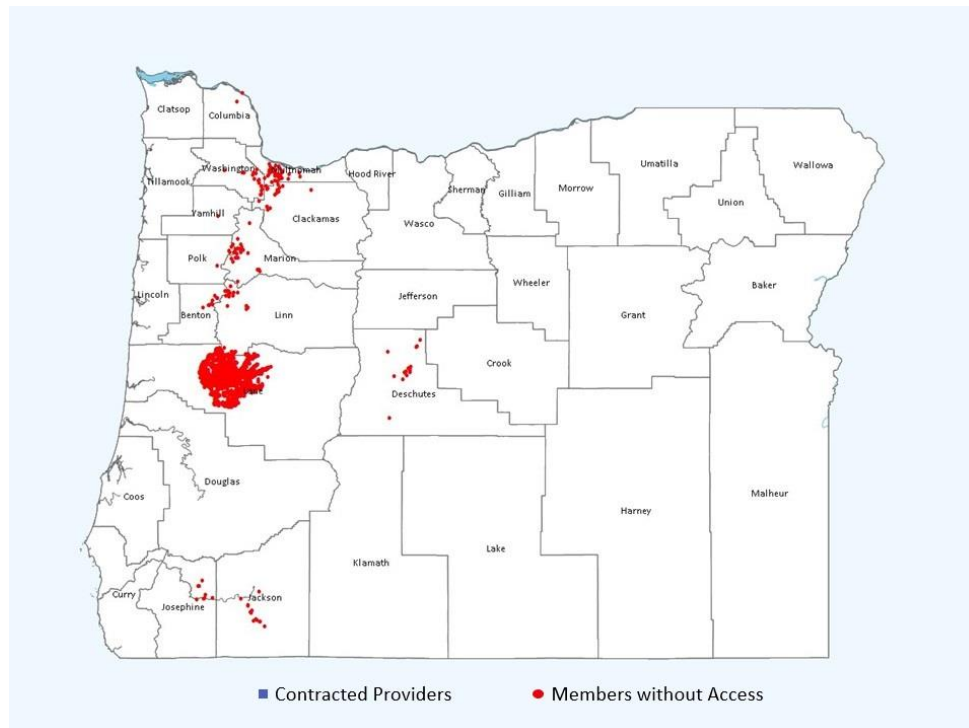 Clatsop
Columbia
Washington
Multnomah
Hood River
Tillamook
Yamhill
Clackamas
Wasco
Sherman
Gilliam
Morrow
Umatilla
Union
Wallowa
Polk
Marion
Lincoln
Benton
Linn
Jefferson
Wheeler
Grant
Baker
Crook
Deschutes
Lane
Douglas
Coos
Curry
Josephine
Jackson
Klamath
Lake
Harney
Malheur
Contracted Providers
Members without Access